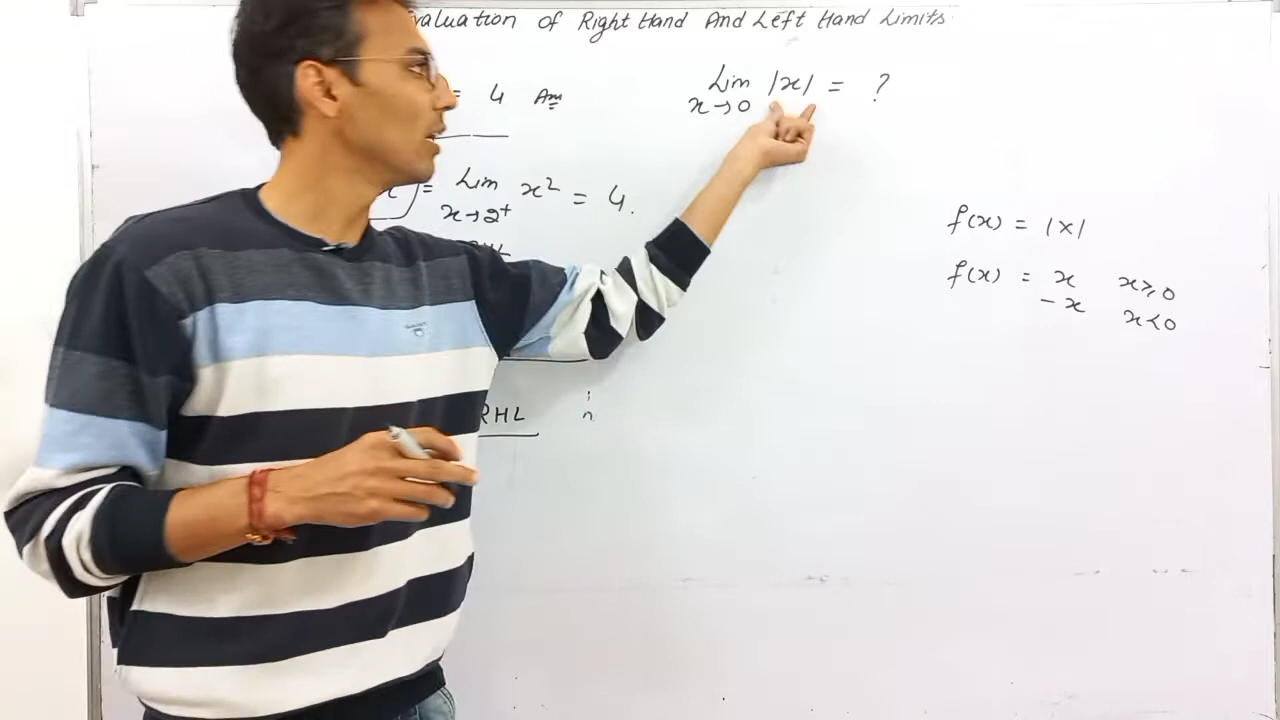 valuation of Right Hand And Left Hand Limits
= 4 Ans
= Lim x² = 4.
x→2⁺
RHL
Lim |x| = ?
x→0
f(x) = |x|
f(x) = x x≥0
-x x<0